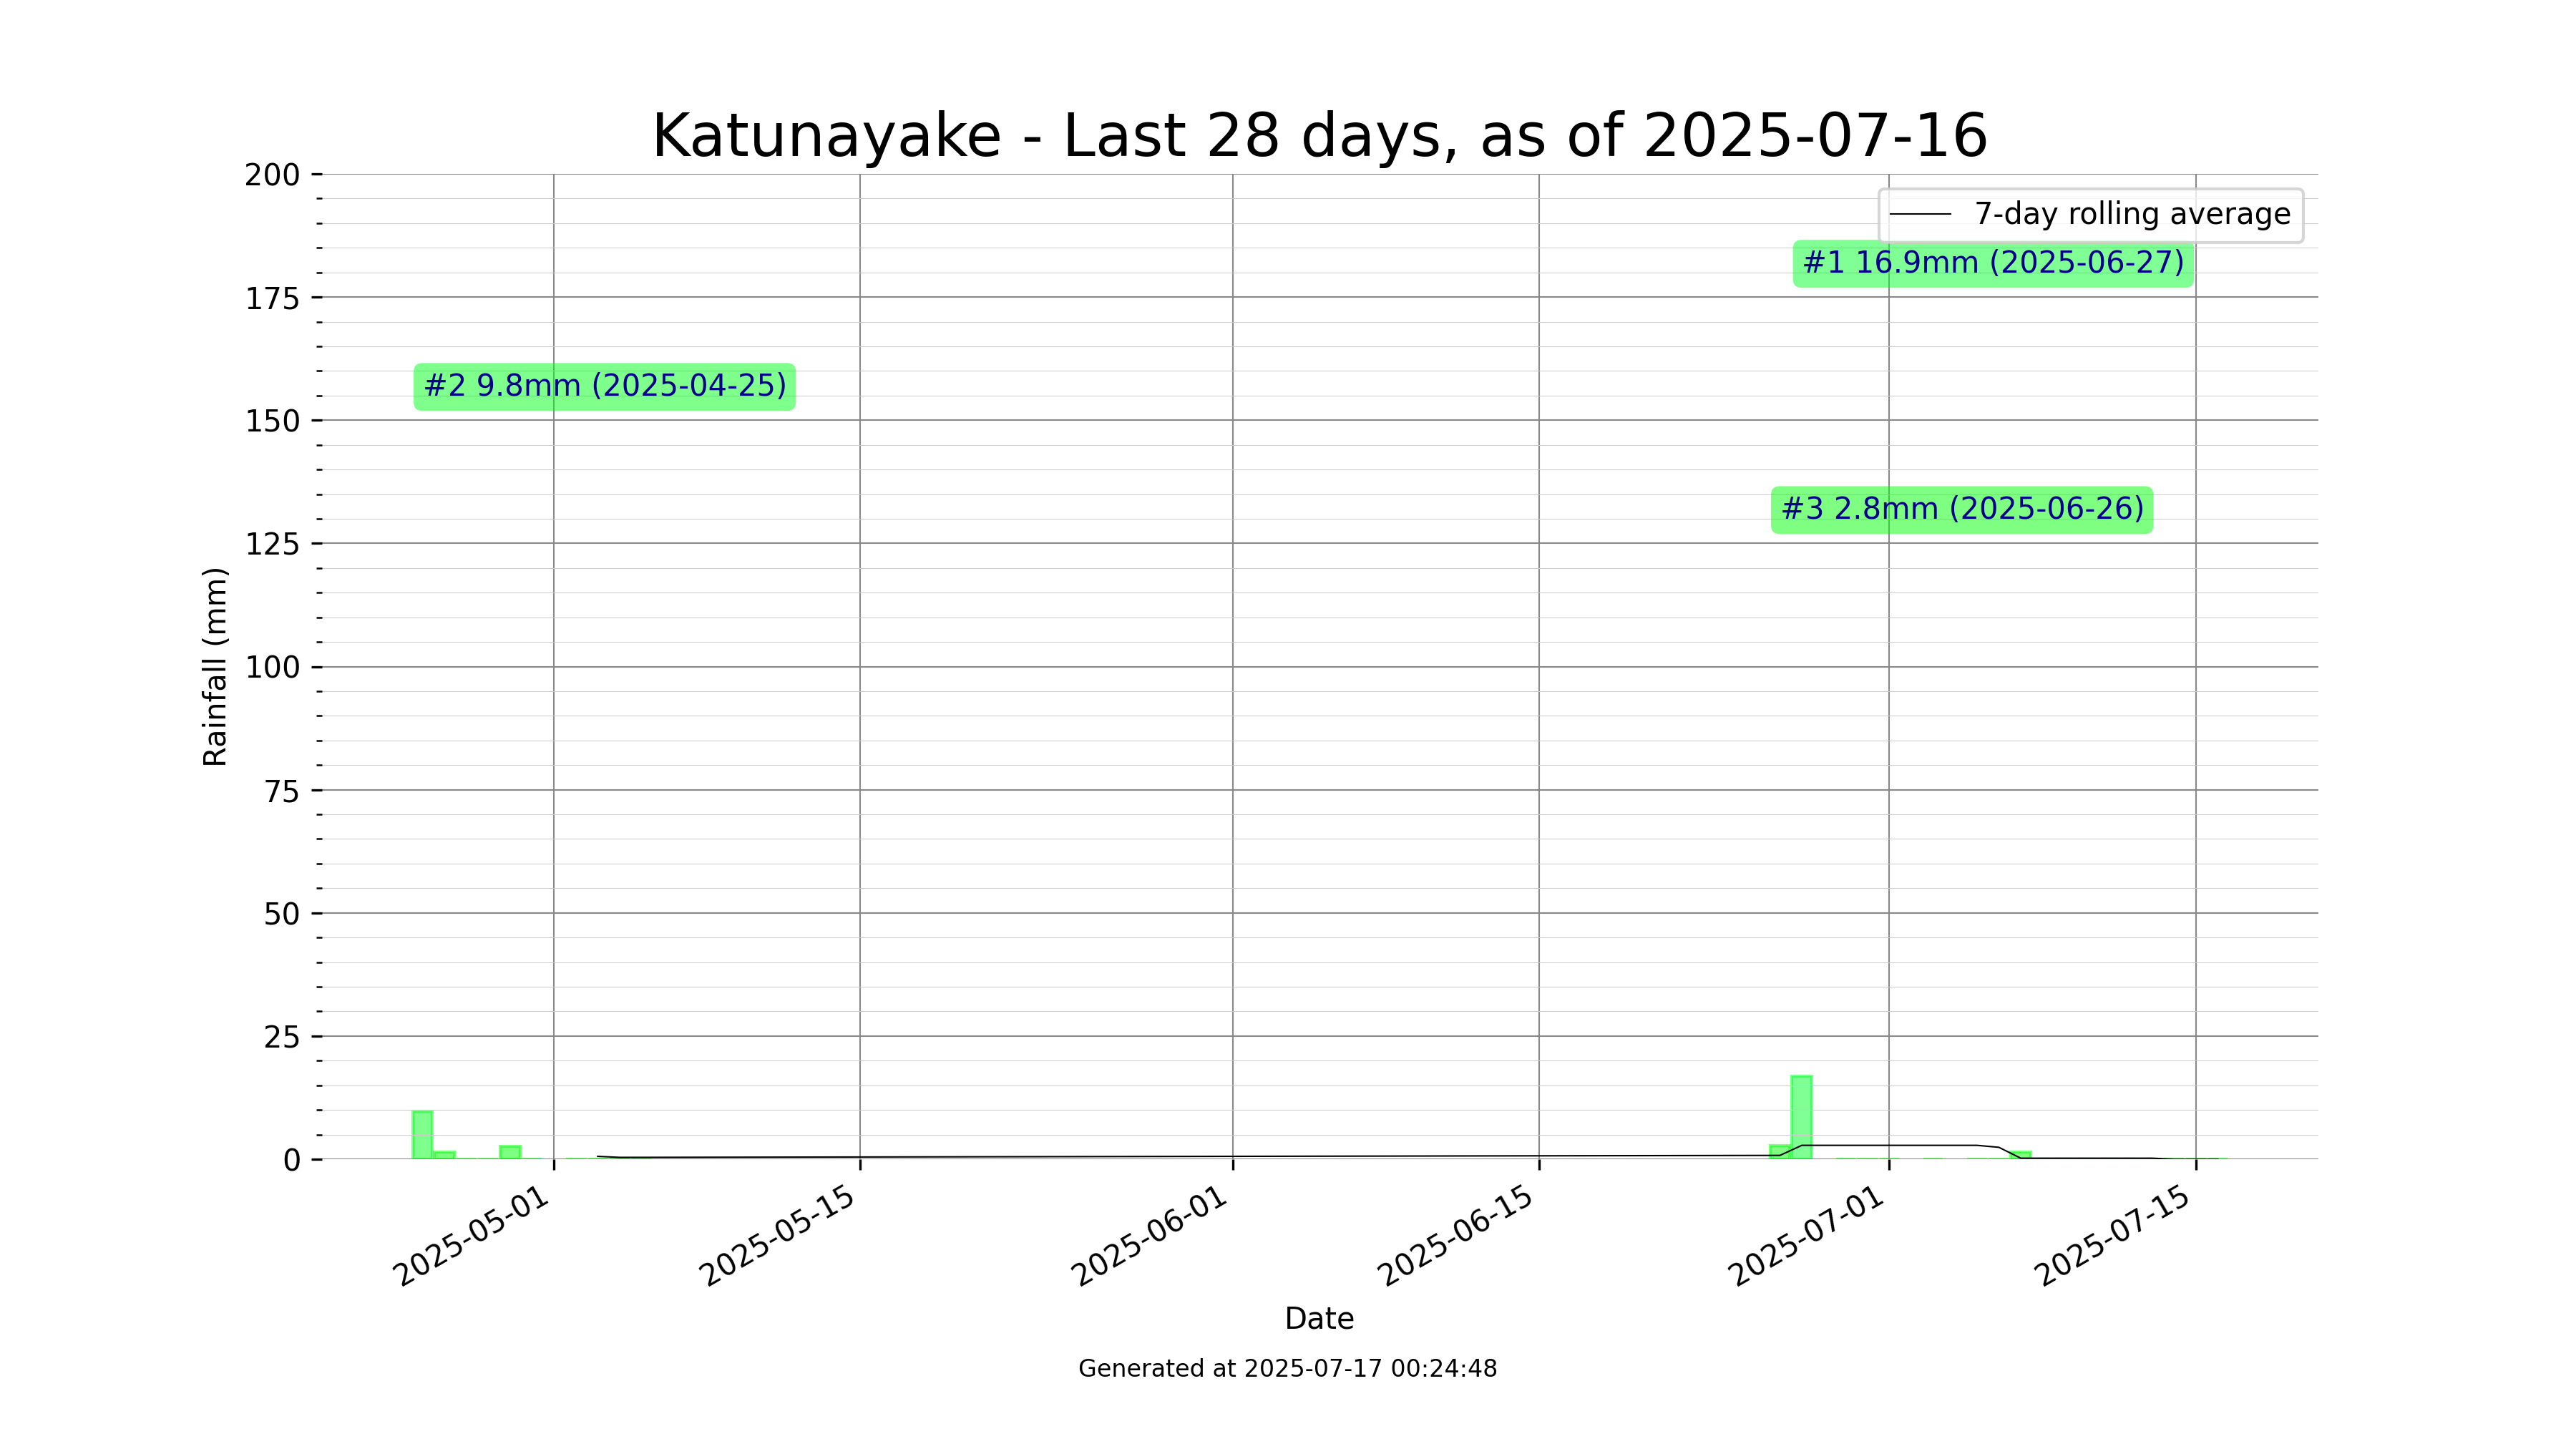 Katunayake - Last 28 days, as of 2025-07-16
200
175
150
125
100
75
50
25
0
Rainfall (mm)
7-day rolling average
#1 16.9mm (2025-06-27)
#2 9.8mm (2025-04-25)
#3 2.8mm (2025-06-26)
2025-05-01
2025-05-15
2025-06-01
2025-06-15
2025-07-01
2025-07-15
Date
Generated at 2025-07-17 00:24:48